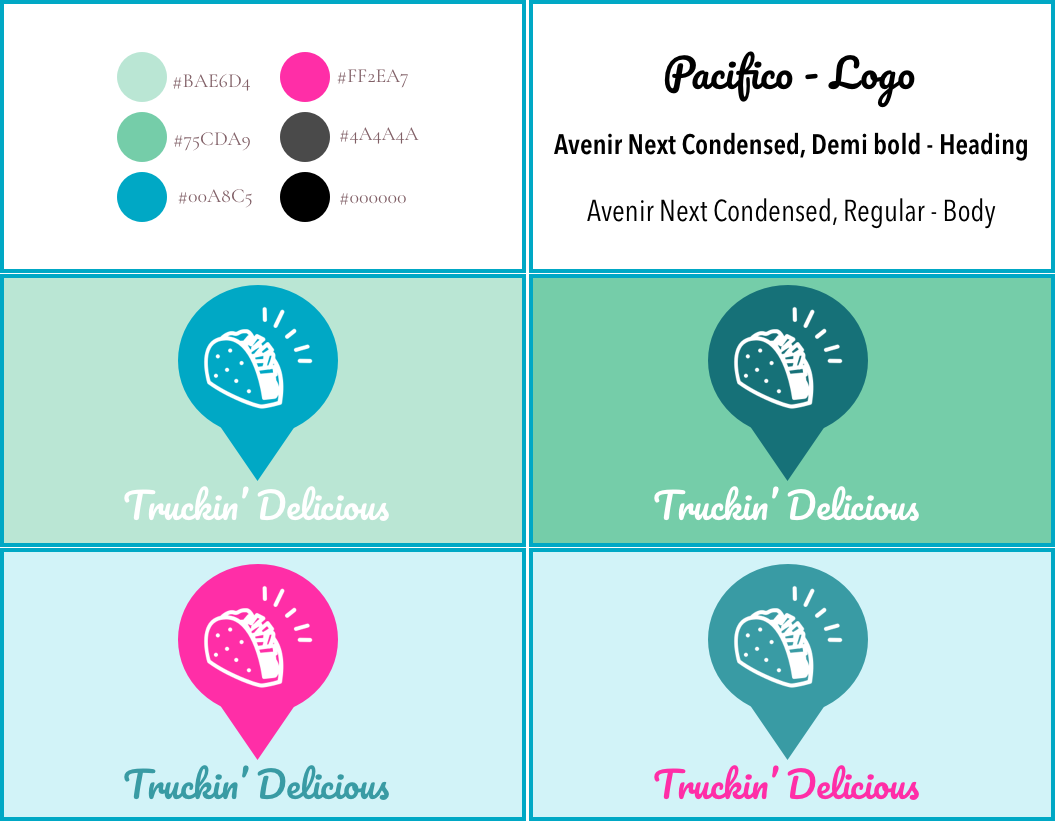 #BAE6D4
#FF2EA7
#75CDA9
#4A4A4A
#00A8C5
#000000
Pacifico - Logo
Avenir Next Condensed, Demi bold - Heading
Avenir Next Condensed, Regular - Body
Truckin' Delicious
Truckin' Delicious
Truckin' Delicious
Truckin' Delicious